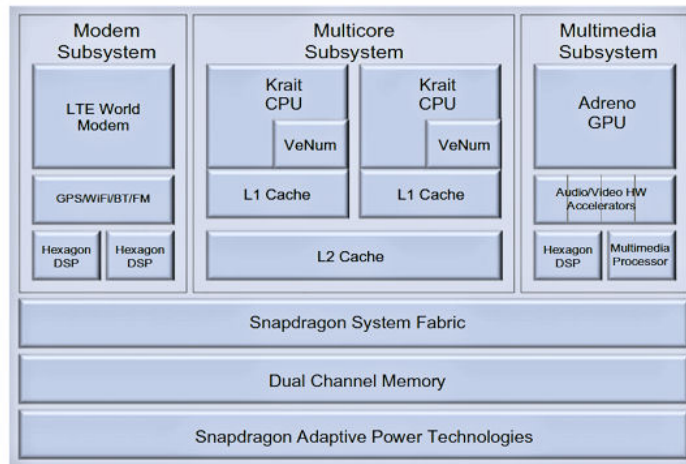 Modem
Subsystem
LTE World
Modem
GPS/WiFi/BT/FM
Hexagon
DSP
Hexagon
DSP
Multicore
Subsystem
Krait
CPU
VeNum
L1 Cache
Krait
CPU
VeNum
L1 Cache
L2 Cache
Multimedia
Subsystem
Adreno
GPU
Audio/Video HW
Accelerators
Hexagon
DSP
Multimedia
Processor
Snapdragon System Fabric
Dual Channel Memory
Snapdragon Adaptive Power Technologies